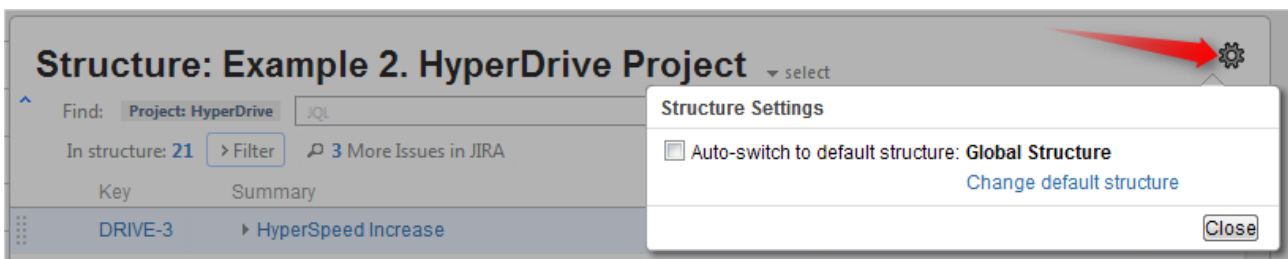 Structure: Example 2. HyperDrive Project select
Find: Project: HyperDrive JQL
In structure: 21 > Filter 3 More Issues in JIRA
Key Summary
DRIVE-3 HyperSpeed Increase
Structure Settings
Auto-switch to default structure: Global Structure
Change default structure
Close